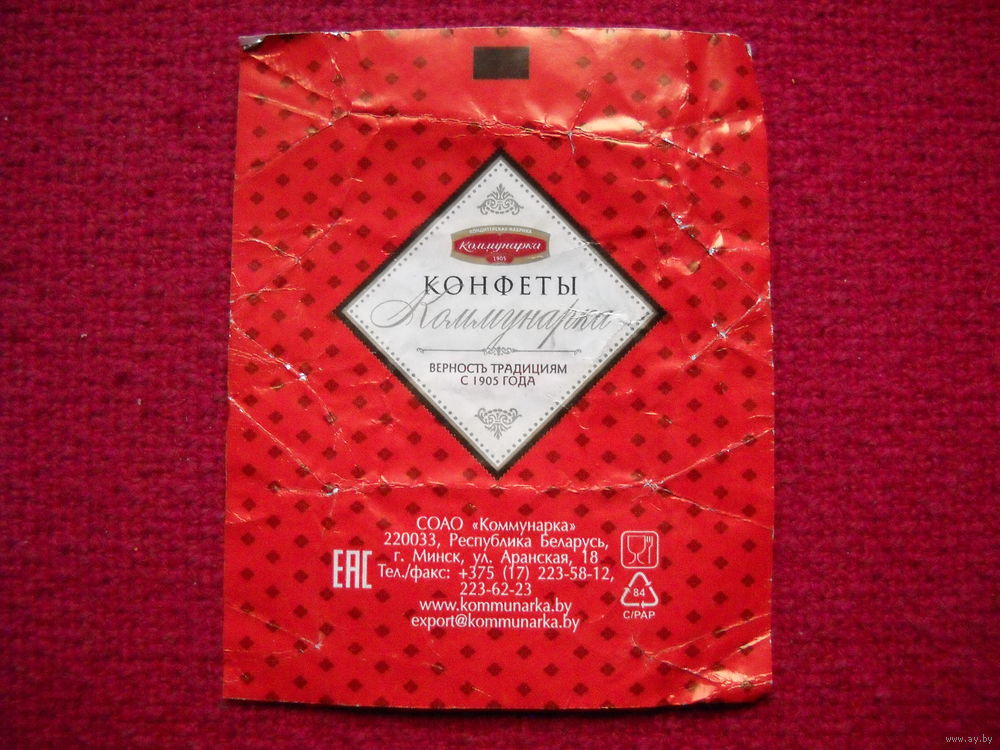 КОНДИТЕРСКАЯ ФАБРИКА
Коммунарка
1905
КОНФЕТЫ
Коммунарка
ВЕРНОСТЬ ТРАДИЦИЯМ
С 1905 ГОДА
СОАО «Коммунарка»
220033, Республика Беларусь,
г. Минск, ул. Аранская, 18
Тел./факс: +375 (17) 223-58-12,
223-62-23
www.kommunarka.by
export@kommunarka.by
EAC
84
C/PAP
www.ay.by